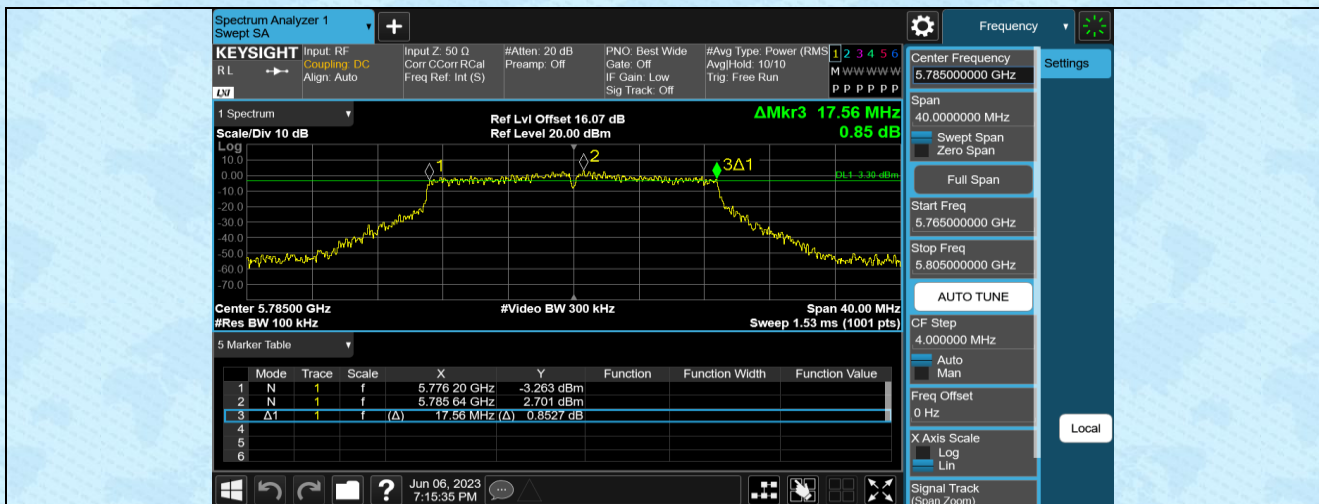 Spectrum Analyzer 1
Swept SA
+
Frequency
KEYSIGHT
R L
LXI
Input: RF
Coupling: DC
Align: Auto
Input Z: 50 Ω
Corr CCorr RCal
Freq Ref: Int (S)
#Atten: 20 dB
Preamp: Off
PNO: Best Wide
Gate: Off
IF Gain: Low
Sig Track: Off
#Avg Type: Power (RMS
Avg|Hold: 10/10
Trig: Free Run
1 2 3 4 5 6
M W W W W W
P P P P P P
1 Spectrum
Scale/Div 10 dB
Ref Lvl Offset 16.07 dB
Ref Level 20.00 dBm
ΔMkr3 17.56 MHz
0.85 dB
Log
10.0
0.00
-10.0
-20.0
-30.0
-40.0
-50.0
-60.0
-70.0
1
2
3Δ1
DL1 -3.30 dBm
Center 5.78500 GHz
#Res BW 100 kHz
#Video BW 300 kHz
Span 40.00 MHz
Sweep 1.53 ms (1001 pts)
5 Marker Table
Mode Trace Scale X Y Function Function Width Function Value
1 N 1 f 5.776 20 GHz -3.263 dBm
2 N 1 f 5.785 64 GHz 2.701 dBm
3 Δ1 1 f (Δ) 17.56 MHz (Δ) 0.8527 dB
4
5
6
?
Jun 06, 2023
7:15:35 PM
Center Frequency
5.785000000 GHz
Settings
Span
40.0000000 MHz
Swept Span
Zero Span
Full Span
Start Freq
5.765000000 GHz
Stop Freq
5.805000000 GHz
AUTO TUNE
CF Step
4.000000 MHz
Auto
Man
Freq Offset
0 Hz
Local
X Axis Scale
Log
Lin
Signal Track
(Span Zoom)